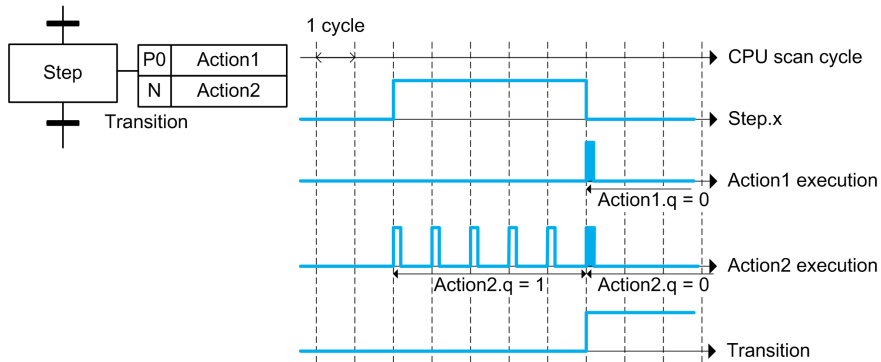 1 cycle
P0 Action1
Step
N Action2
Transition
CPU scan cycle
Step.x
Action1 execution
Action1.q = 0
Action2 execution
Action2.q = 1 Action2.q = 0
Transition